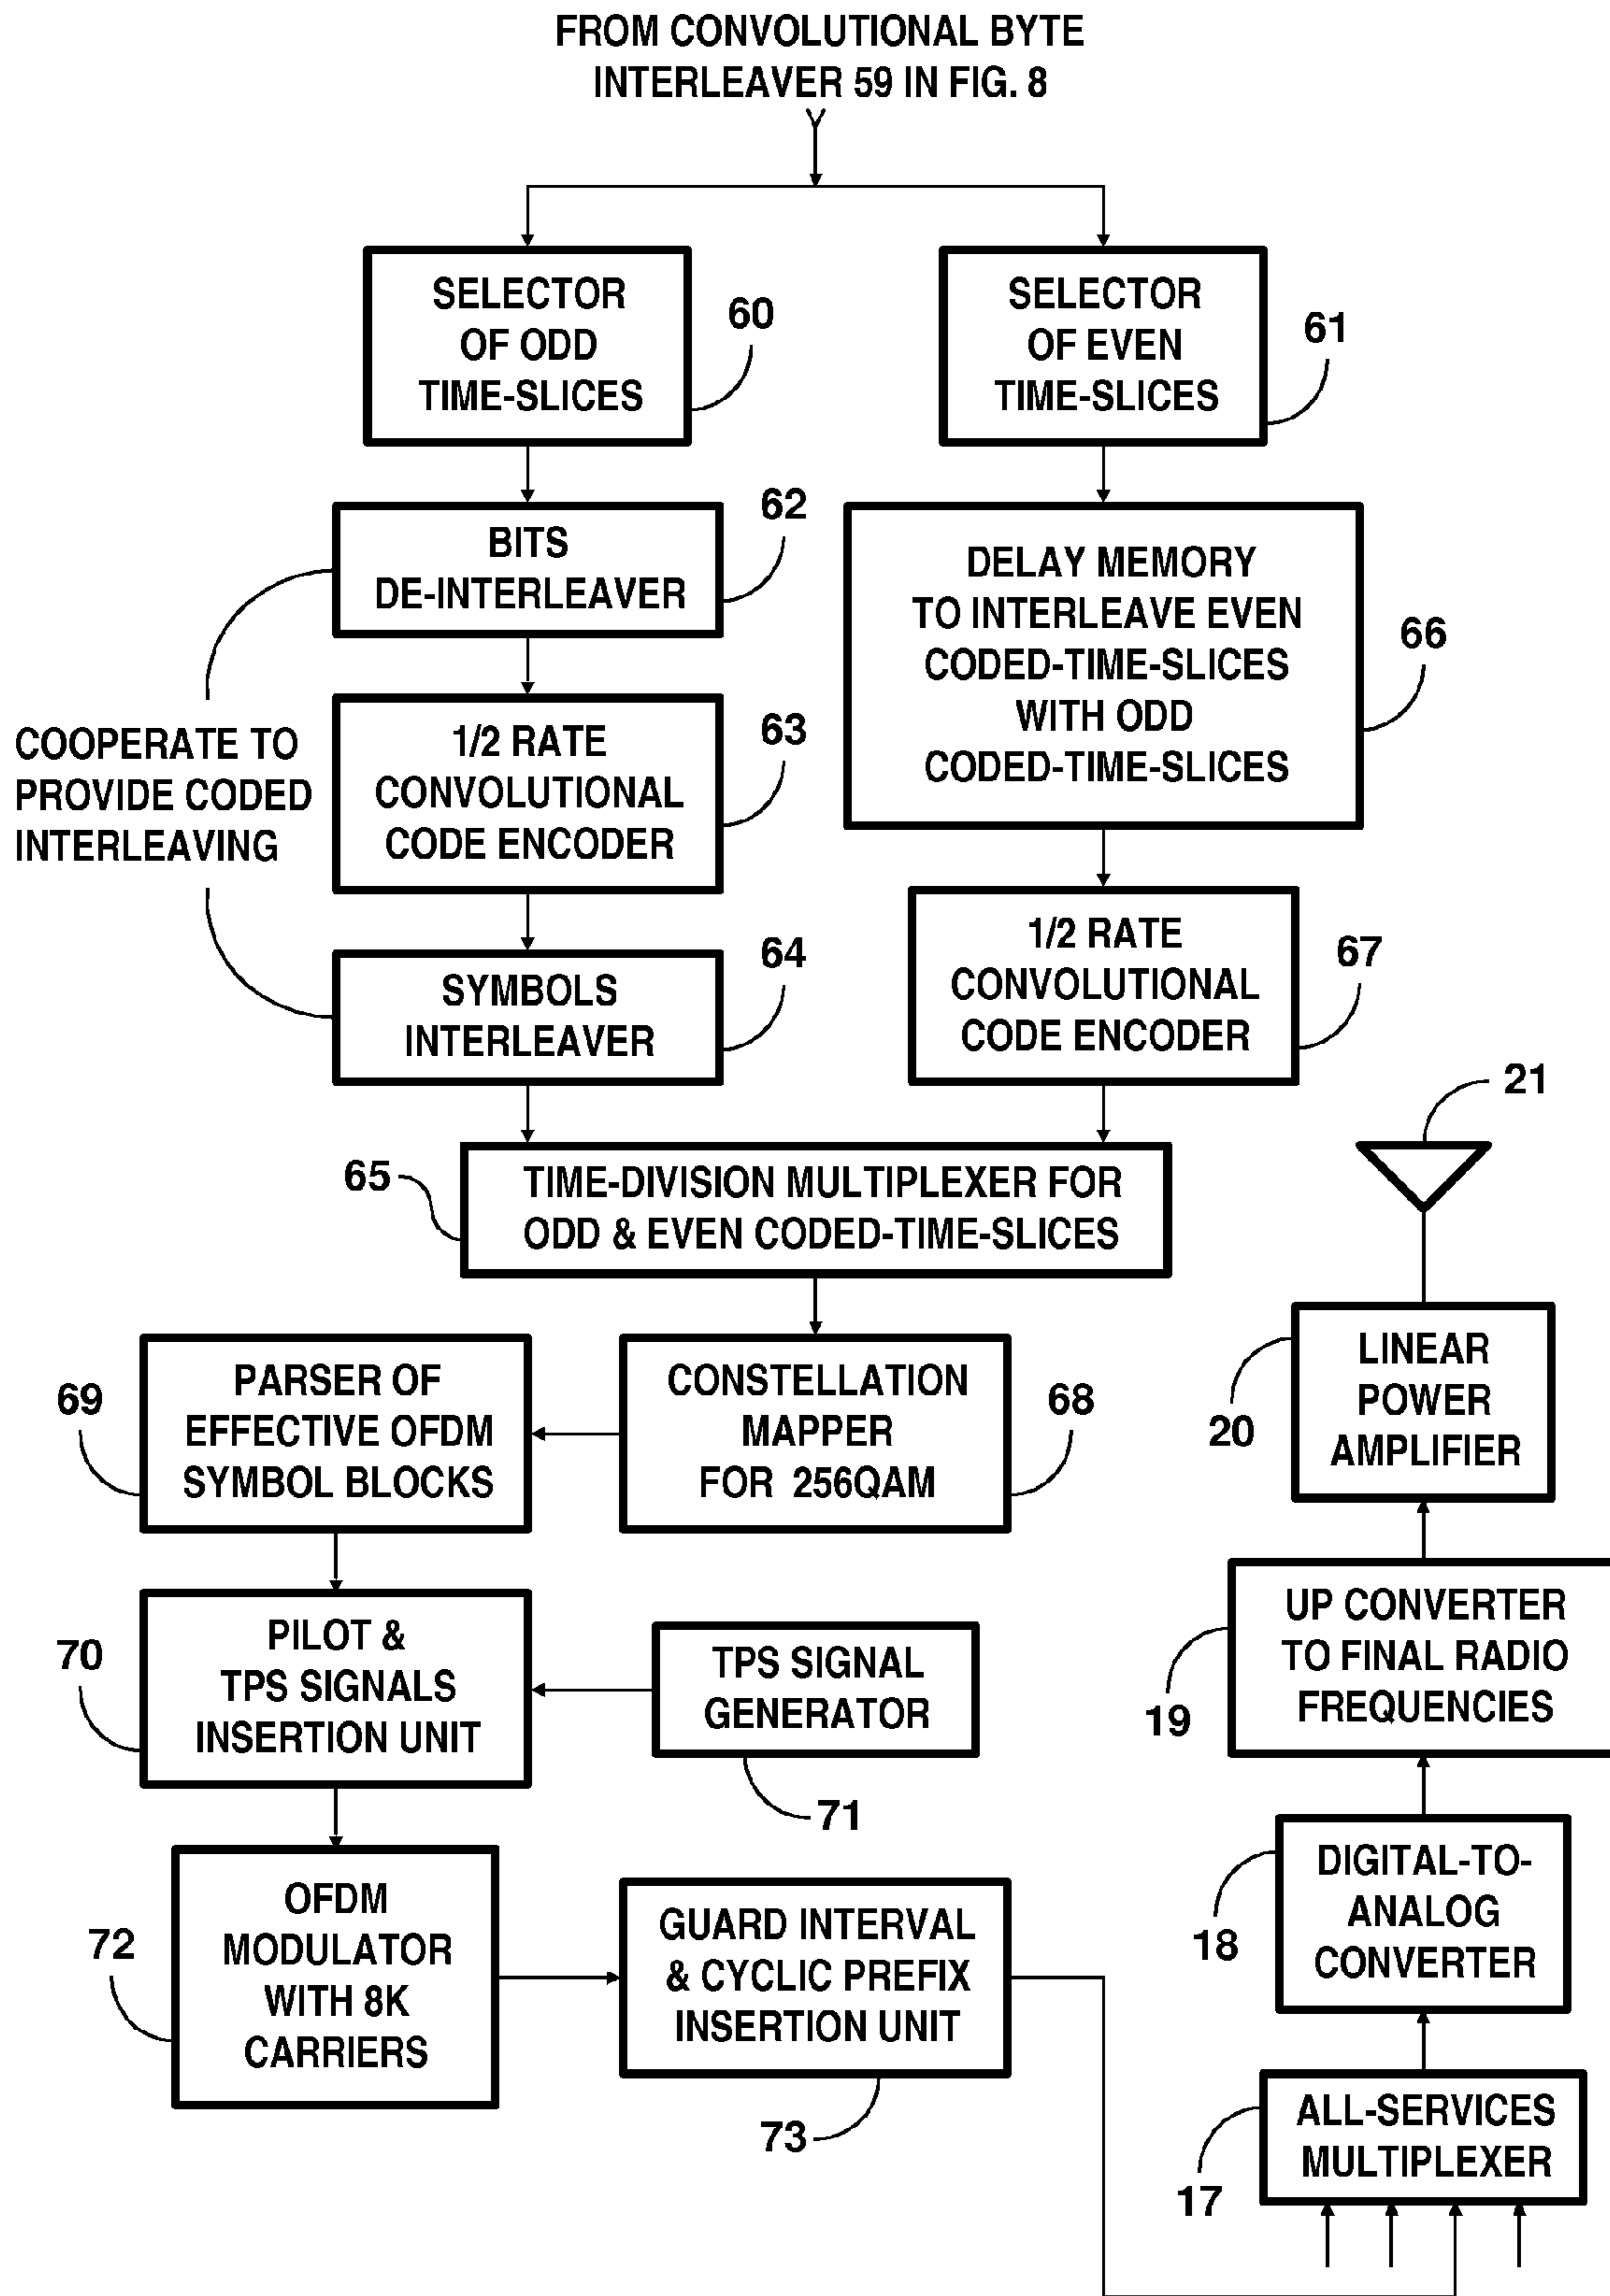 FROM CONVOLUTIONAL BYTE
INTERLEAVER 59 IN FIG. 8
SELECTOR
OF ODD
TIME-SLICES
60
SELECTOR
OF EVEN
TIME-SLICES
61
BITS
DE-INTERLEAVER
62
DELAY MEMORY
TO INTERLEAVE EVEN
CODED-TIME-SLICES
WITH ODD
CODED-TIME-SLICES
66
COOPERATE TO
PROVIDE CODED
INTERLEAVING
1/2 RATE
CONVOLUTIONAL
CODE ENCODER
63
1/2 RATE
CONVOLUTIONAL
CODE ENCODER
67
SYMBOLS
INTERLEAVER
64
21
65
TIME-DIVISION MULTIPLEXER FOR
ODD & EVEN CODED-TIME-SLICES
69
PARSER OF
EFFECTIVE OFDM
SYMBOL BLOCKS
CONSTELLATION
MAPPER
FOR 256QAM
68
20
LINEAR
POWER
AMPLIFIER
70
PILOT &
TPS SIGNALS
INSERTION UNIT
TPS SIGNAL
GENERATOR
71
19
UP CONVERTER
TO FINAL RADIO
FREQUENCIES
72
OFDM
MODULATOR
WITH 8K
CARRIERS
GUARD INTERVAL
& CYCLIC PREFIX
INSERTION UNIT
73
18
DIGITAL-TO-
ANALOG
CONVERTER
17
ALL-SERVICES
MULTIPLEXER